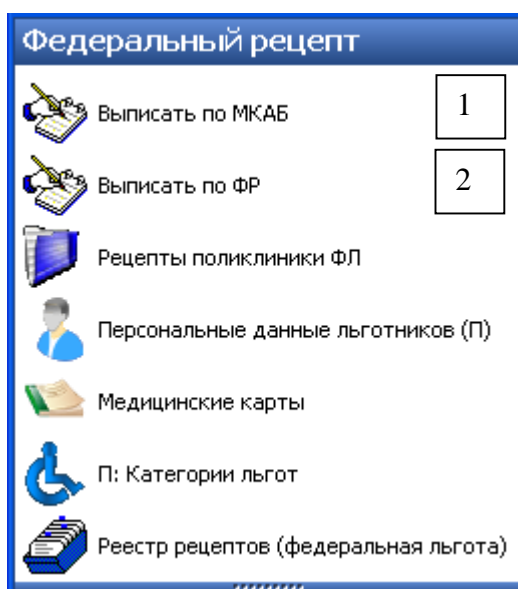 Федеральный рецепт
Выписать по МКАБ 1
Выписать по ФР 2
Рецепты поликлиники ФЛ
Персональные данные льготников (П)
Медицинские карты
П: Категории льгот
Реестр рецептов (федеральная льгота)